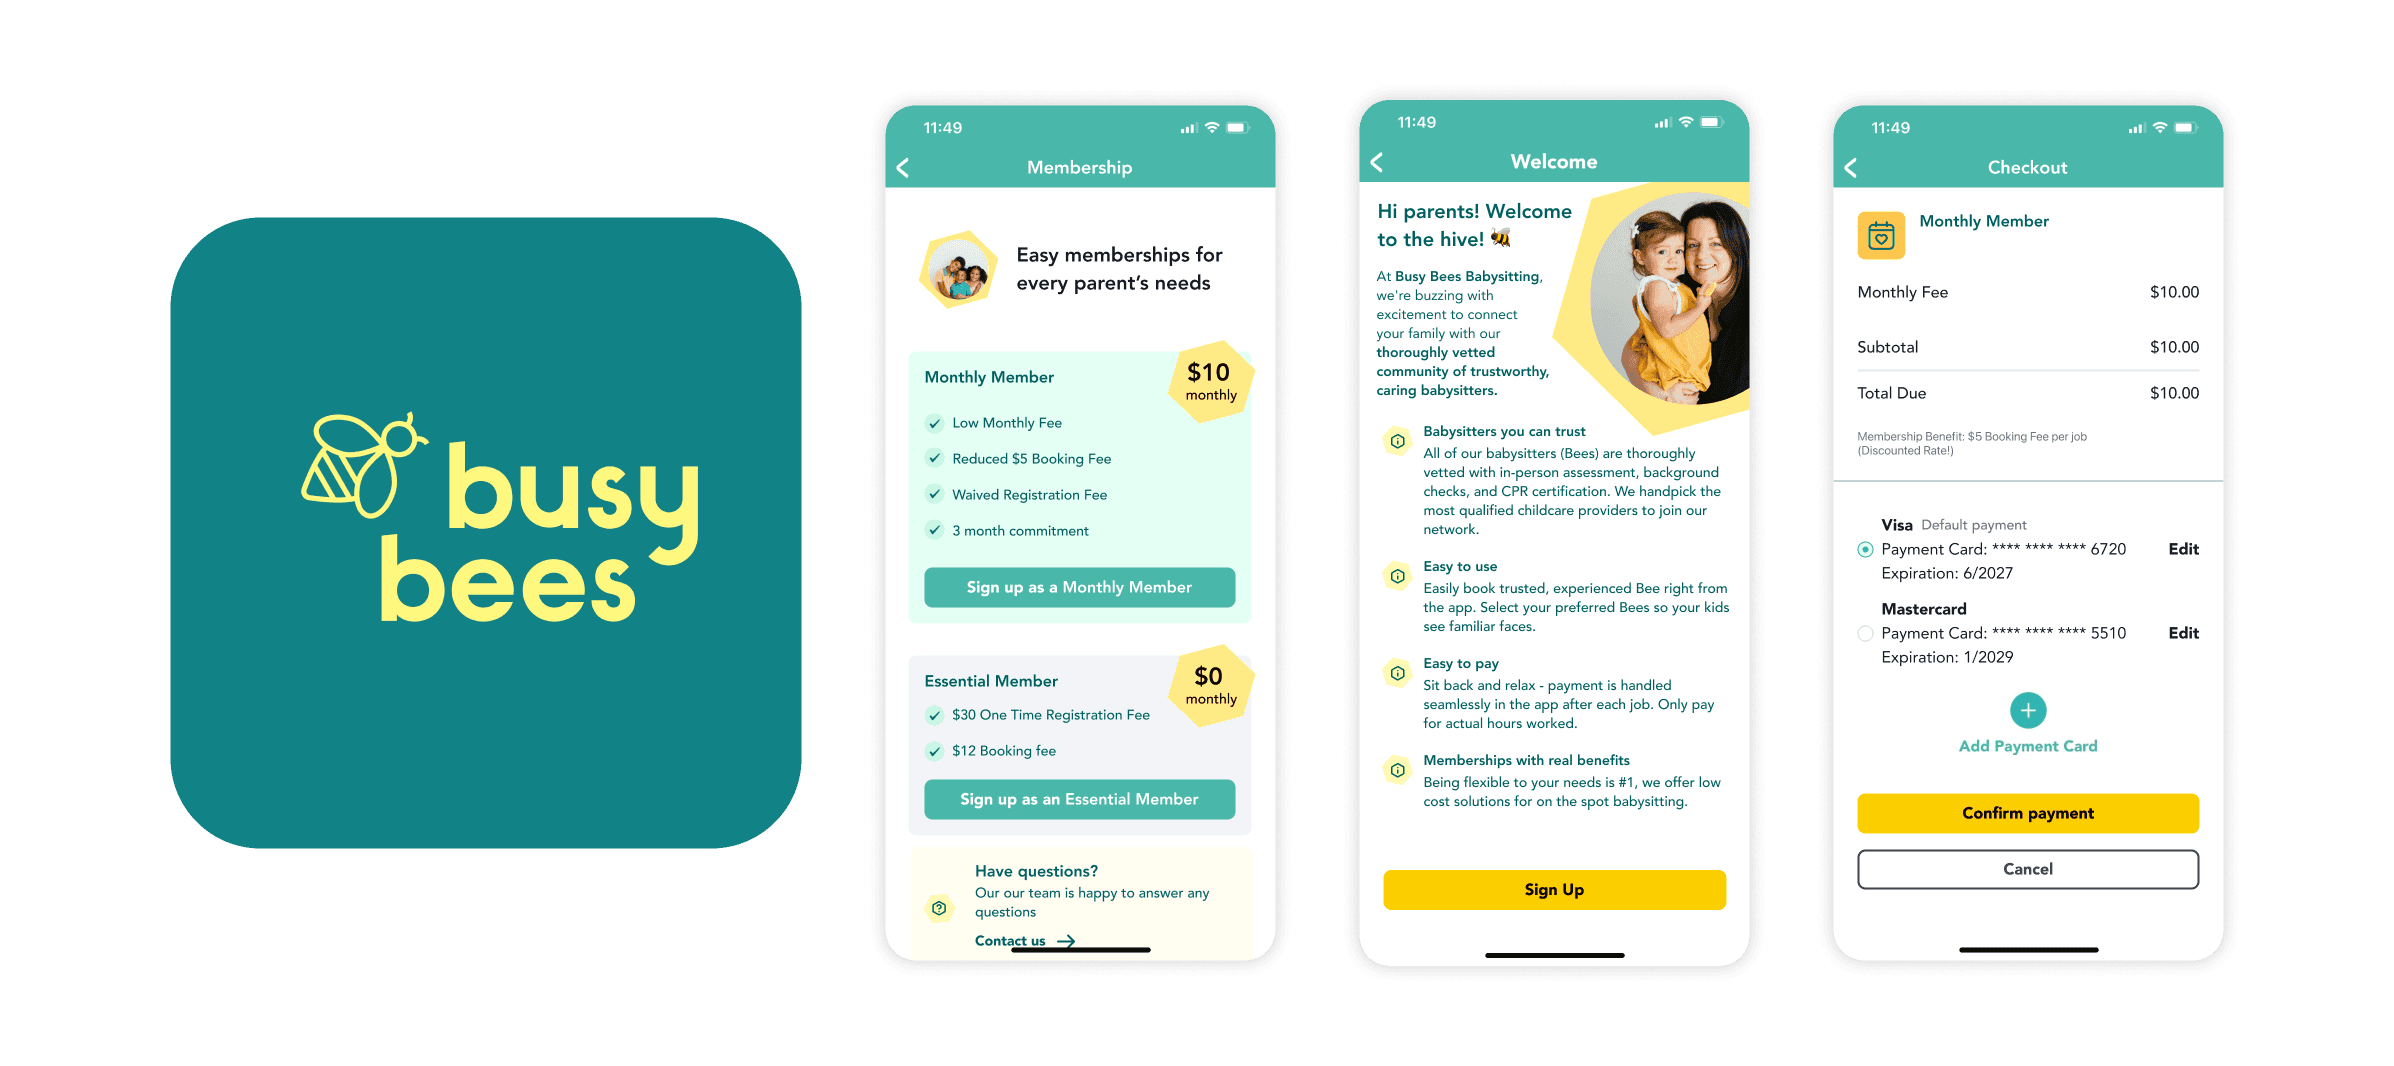 busy
bees
11:49
Membership
Easy memberships for
every parent's needs
$10
monthly
Monthly Member
Low Monthly Fee
Reduced $5 Booking Fee
Waived Registration Fee
3 month commitment
Sign up as a Monthly Member
$0
monthly
Essential Member
$30 One Time Registration Fee
$12 Booking fee
Sign up as an Essential Member
Have questions?
Our our team is happy to answer any
questions
Contact us
11:49
Welcome
Hi parents! Welcome
to the hive! 🐝
At Busy Bees Babysitting,
we're buzzing with
excitement to connect
your family with our
thoroughly vetted
community of trustworthy,
caring babysitters.
Babysitters you can trust
All of our babysitters (Bees) are thoroughly
vetted with in-person assessment, background
checks, and CPR certification. We handpick the
most qualified childcare providers to join our
network.
Easy to use
Easily book trusted, experienced Bee right from
the app. Select your preferred Bees so your kids
see familiar faces.
Easy to pay
Sit back and relax - payment is handled
seamlessly in the app after each job. Only pay
for actual hours worked.
Memberships with real benefits
Being flexible to your needs is #1, we offer low
cost solutions for on the spot babysitting.
Sign Up
11:49
Checkout
Monthly Member
Monthly Fee $10.00
Subtotal $10.00
Total Due $10.00
Membership Benefit: $5 Booking Fee per job
(Discounted Rate!)
Visa Default payment
Payment Card: **** **** **** 6720 Edit
Expiration: 6/2027
Mastercard
Payment Card: **** **** **** 5510 Edit
Expiration: 1/2029
Add Payment Card
Confirm payment
Cancel